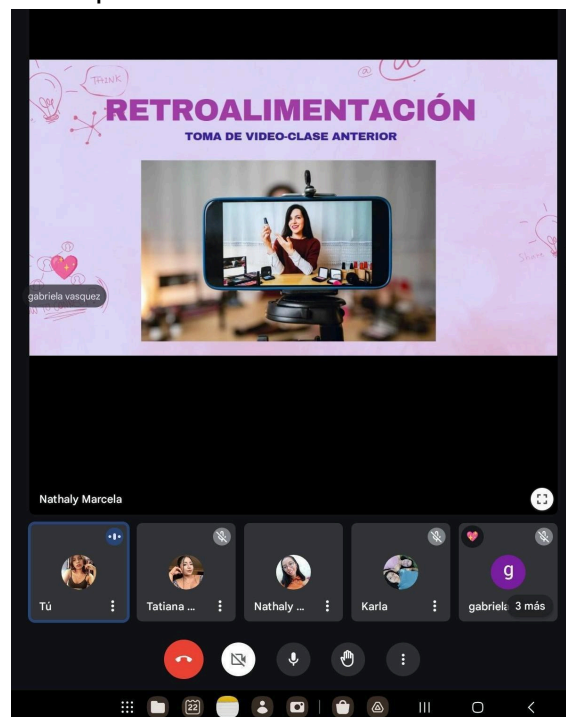 THINK
RETROALIMENTACIÓN
TOMA DE VIDEO-CLASE ANTERIOR
Share
gabriela vasquez
Nathaly Marcela
Tú
Tatiana ...
Nathaly ...
Karla
g
gabriela
3 más
22